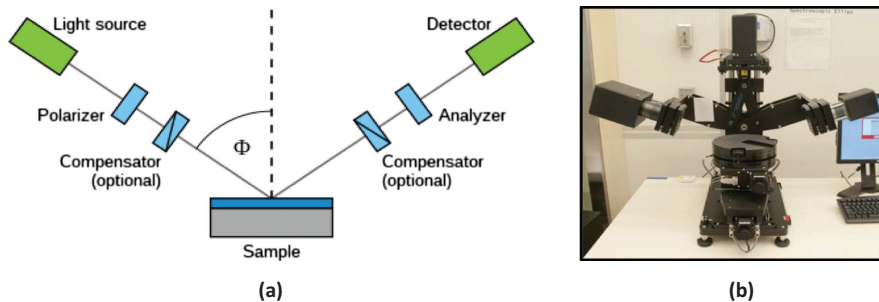 Light source
Detector
Polarizer
Analyzer
Φ
Compensator
(optional)
Compensator
(optional)
Sample
(a)
(b)